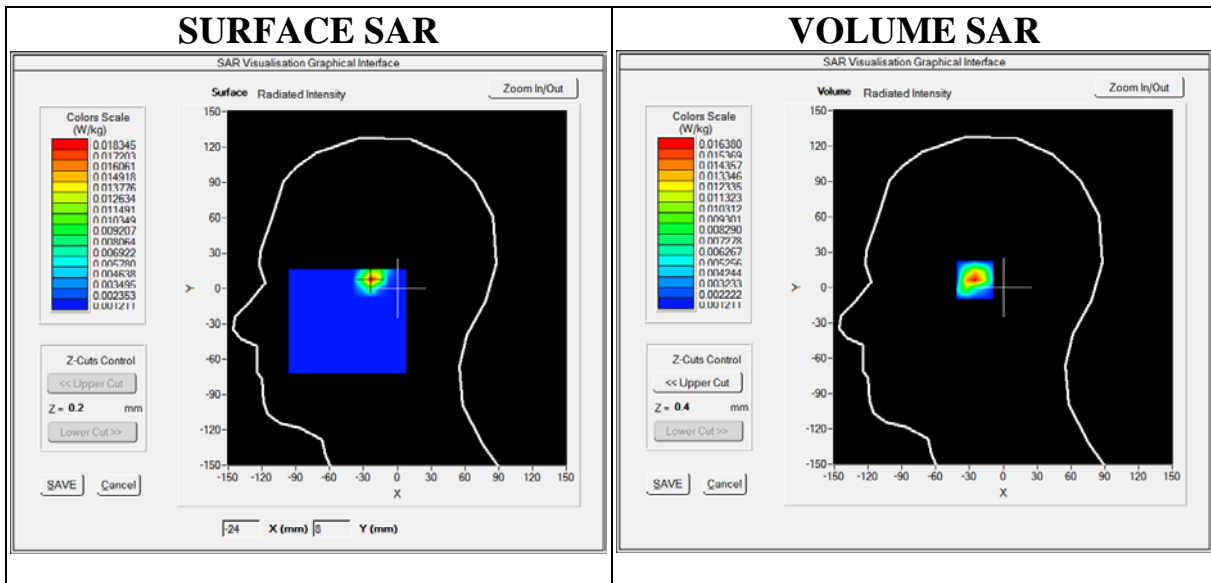 SURFACE SAR
SAR Visualisation Graphical Interface
Surface Radiated Intensity
Zoom In/Out
Colors Scale
(W/kg)
0.018345
0.017203
0.016061
0.014918
0.013776
0.012634
0.011491
0.010349
0.009207
0.008064
0.006922
0.005780
0.004638
0.003495
0.002353
0.001211
Z-Cuts Control
<< Upper Cut
Z = 0.2 mm
Lower Cut >>
SAVE Cancel
150
120
90
60
30
0
-30
-60
-90
-120
-150
Y
-150 -120 -90 -60 -30 0 30 60 90 120 150
X
-24 X (mm) 8 Y (mm)
VOLUME SAR
SAR Visualisation Graphical Interface
Volume Radiated Intensity
Zoom In/Out
Colors Scale
(W/kg)
0.016380
0.015369
0.014357
0.013346
0.012335
0.011323
0.010312
0.009301
0.008290
0.007278
0.006267
0.005256
0.004244
0.003233
0.002222
0.001211
Z-Cuts Control
<< Upper Cut
Z = 0.4 mm
Lower Cut >>
SAVE Cancel
150
120
90
60
30
0
-30
-60
-90
-120
-150
Y
-150 -120 -90 -60 -30 0 30 60 90 120 150
X